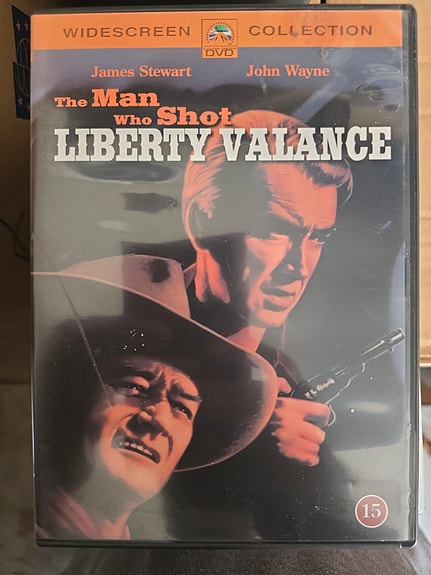 WIDESCREEN COLLECTION
DVD
James Stewart John Wayne
The Man
Who Shot
LIBERTY VALANCE
15